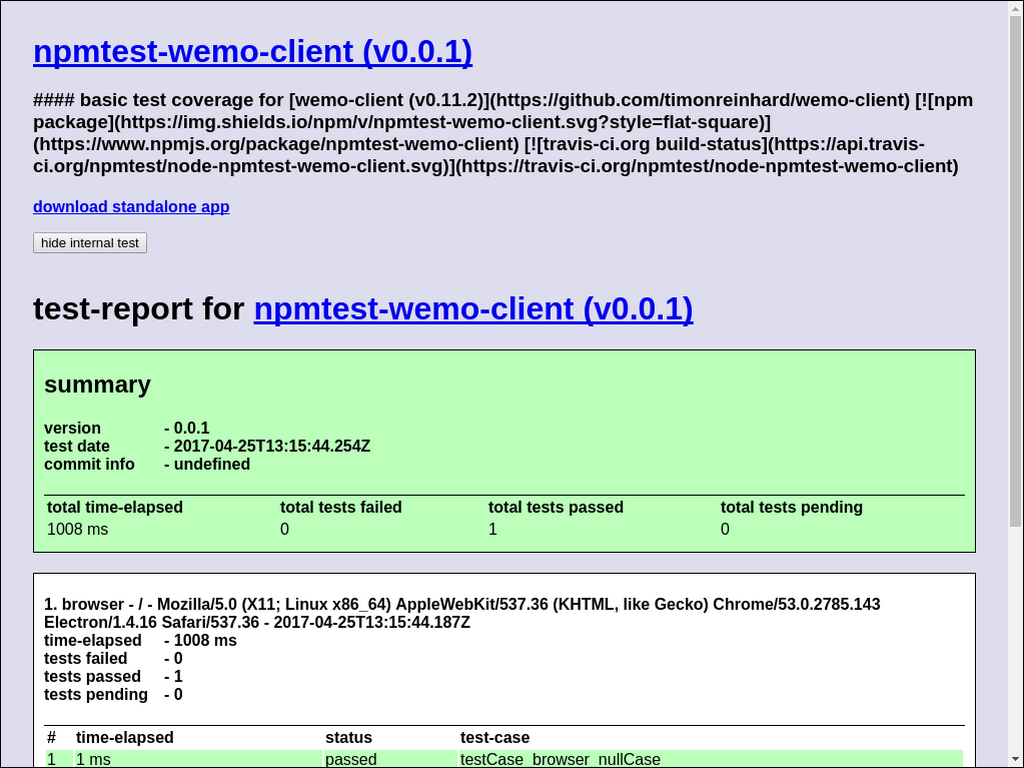 npmtest-wemo-client (v0.0.1)
#### basic test coverage for [wemo-client (v0.11.2)](https://github.com/timonreinhard/wemo-client) [![npm
package](https://img.shields.io/npm/v/npmtest-wemo-client.svg?style=flat-square)]
(https://www.npmjs.org/package/npmtest-wemo-client) [![travis-ci.org build-status](https://api.travis-
ci.org/npmtest/node-npmtest-wemo-client.svg)](https://travis-ci.org/npmtest/node-npmtest-wemo-client)
download standalone app
hide internal test
test-report for npmtest-wemo-client (v0.0.1)
summary
version - 0.0.1
test date - 2017-04-25T13:15:44.254Z
commit info - undefined
total time-elapsed total tests failed total tests passed total tests pending
1008 ms 0 1 0
1. browser - / - Mozilla/5.0 (X11; Linux x86_64) AppleWebKit/537.36 (KHTML, like Gecko) Chrome/53.0.2785.143
Electron/1.4.16 Safari/537.36 - 2017-04-25T13:15:44.187Z
time-elapsed - 1008 ms
tests failed - 0
tests passed - 1
tests pending - 0
# time-elapsed status test-case
1 1 ms passed testCase_browser_nullCase